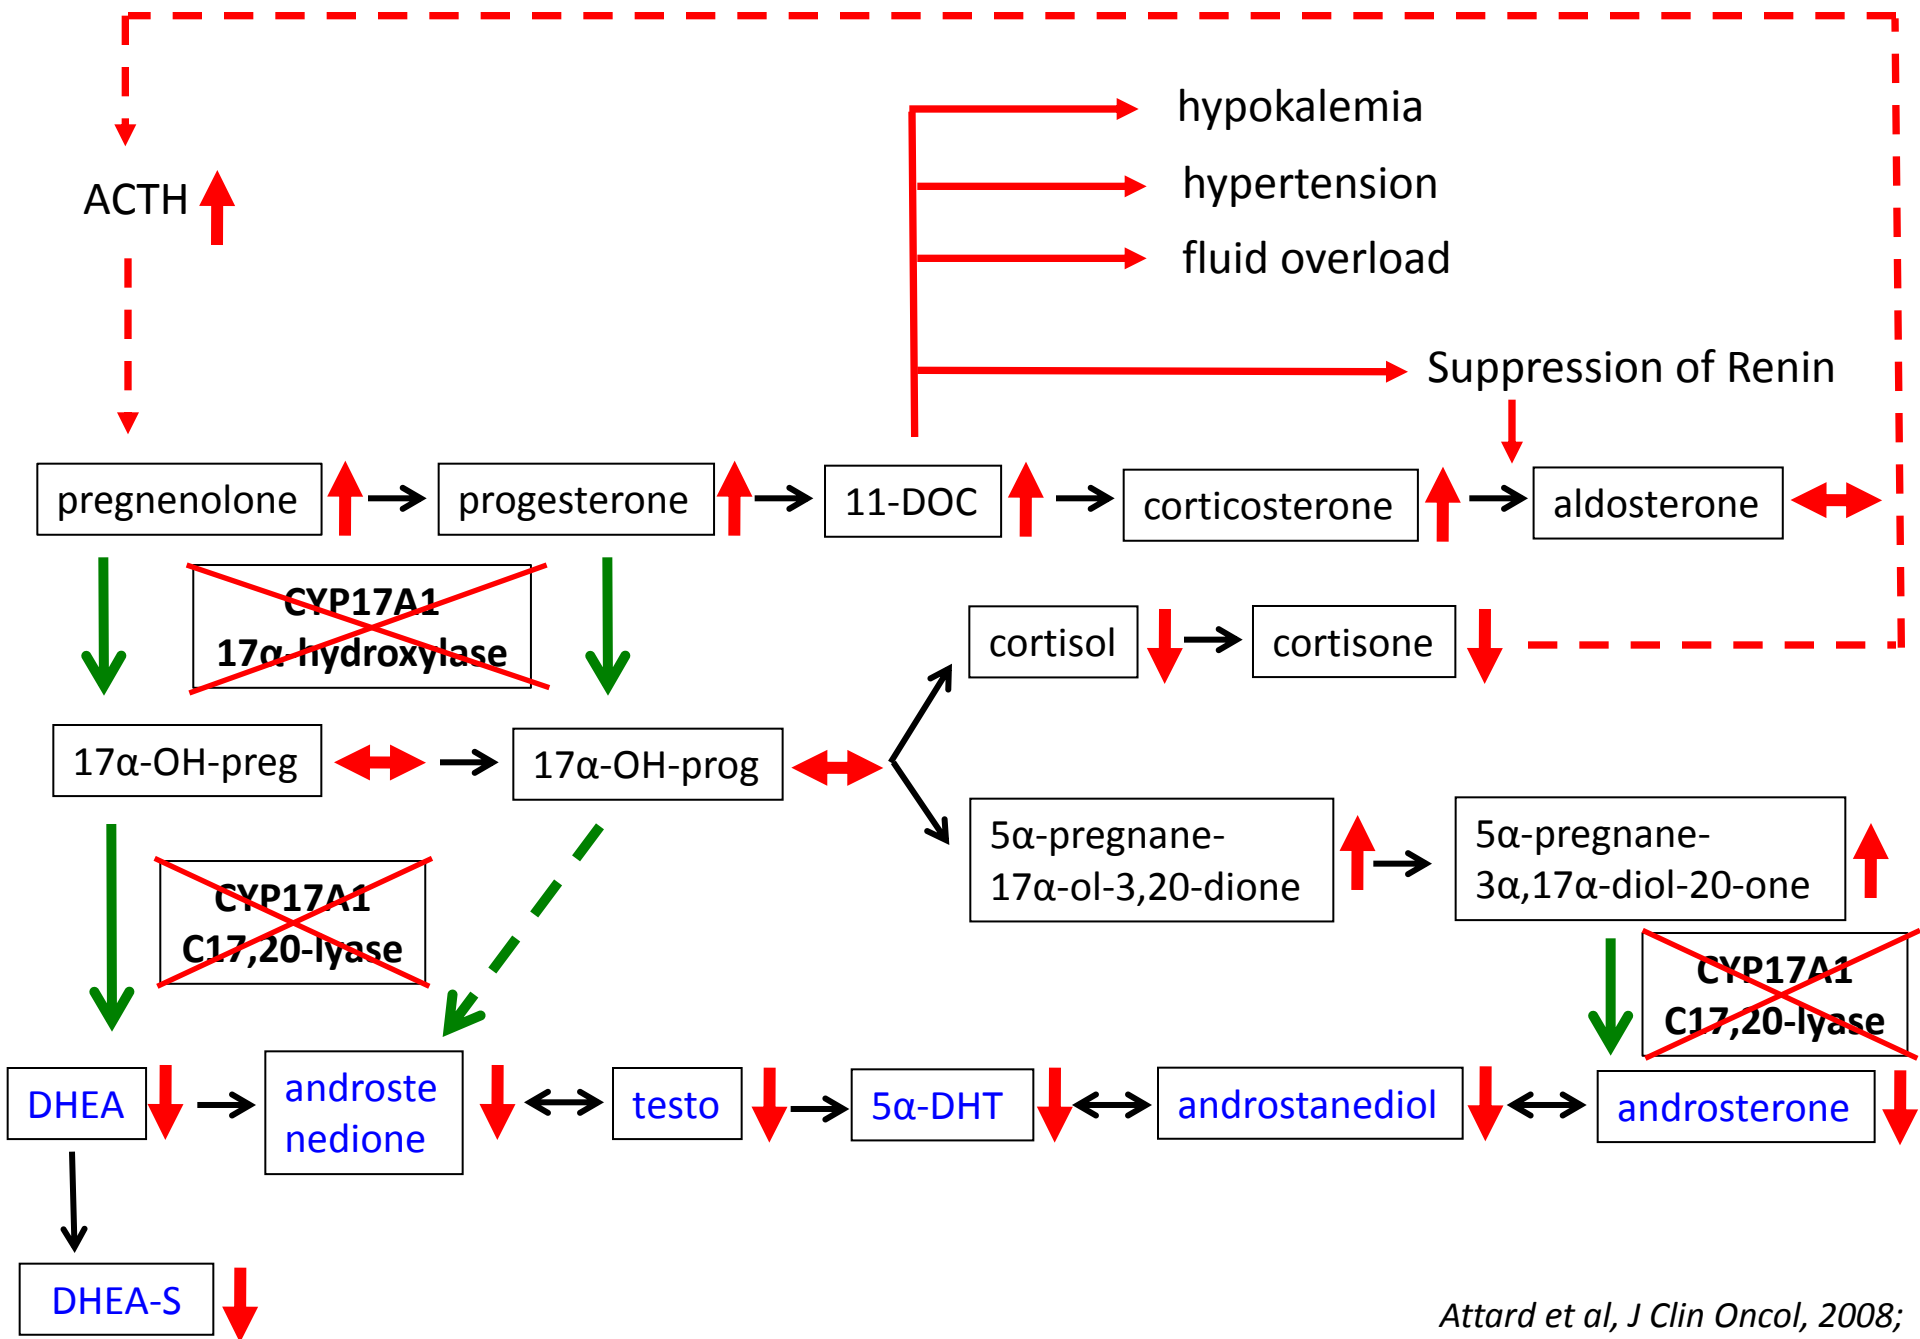 hypokalemia
hypertension
ACTH
fluid overload
Suppression of Renin
pregnenolone
progesterone
11-DOC
corticosterone
aldosterone
CYP17A1
17α-hydroxylase
cortisol
cortisone
17α-OH-preg
17α-OH-prog
5α-pregnane-
17α-ol-3,20-dione
5α-pregnane-
3α,17α-diol-20-one
CYP17A1
C17,20-lyase
CYP17A1
C17,20-lyase
DHEA
androste
nedione
testo
5α-DHT
androstanediol
androsterone
DHEA-S
Attard et al, J Clin Oncol, 2008;